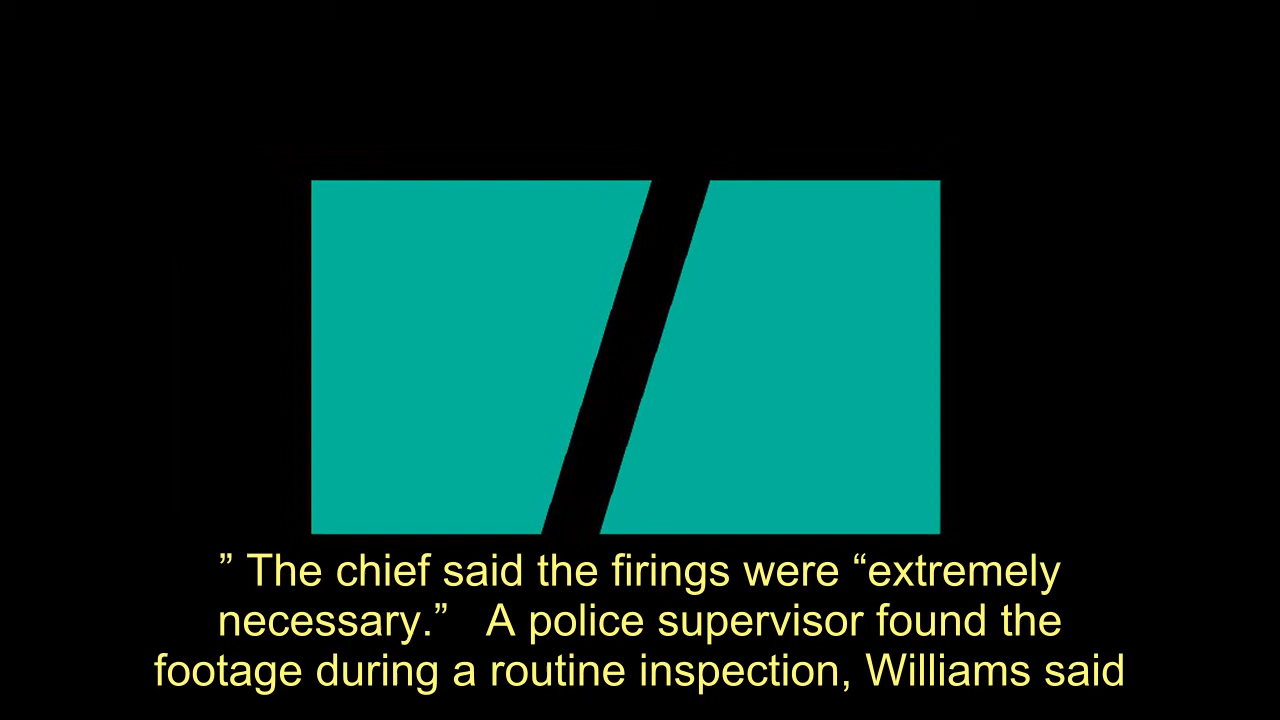 ” The chief said the firings were “extremely
necessary.”   A police supervisor found the
footage during a routine inspection, Williams said